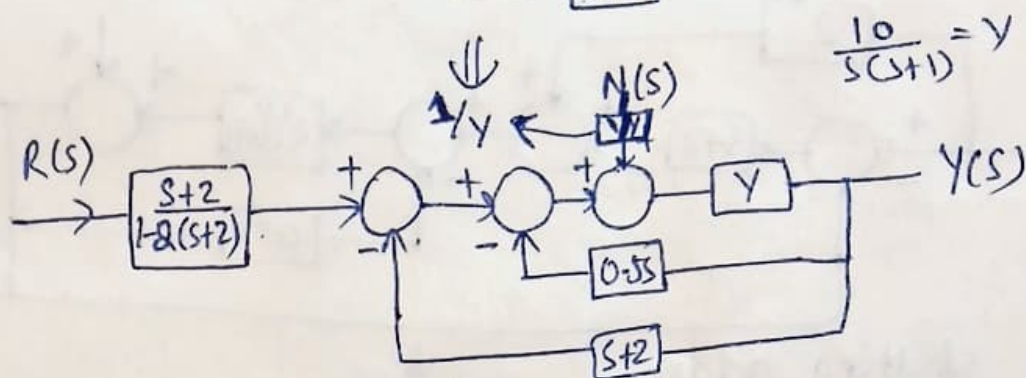 10/s(s+1) = Y
N(S)
1/Y
R(S)
+
+
+
Y(S)
S+2/1-2(s+2)
Y
-
-
0.5S
S+2